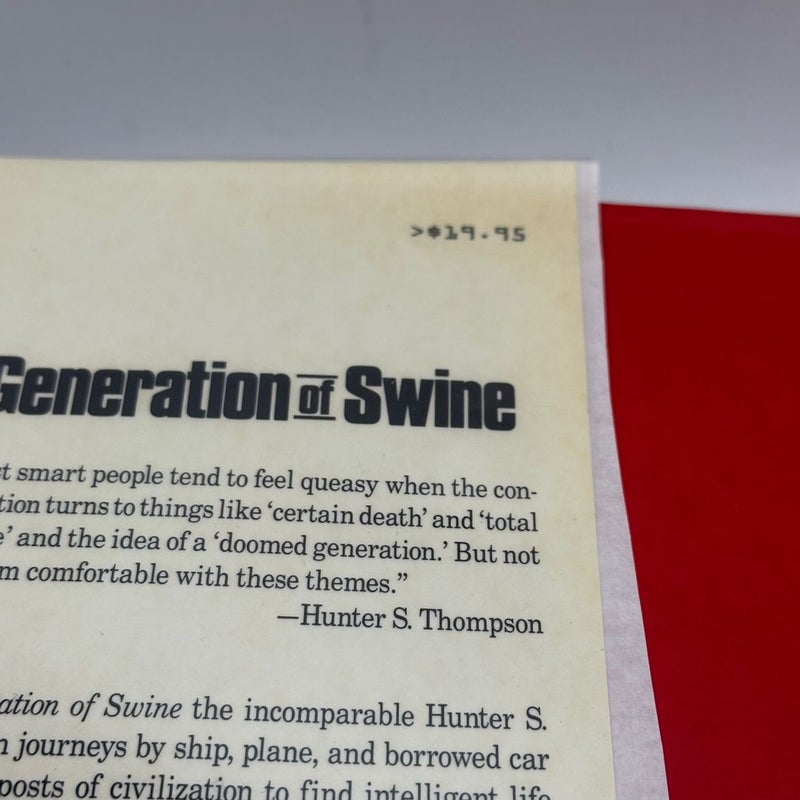 >$19.95
Generation of Swine
st smart people tend to feel queasy when the con-
tion turns to things like ‘certain death’ and ‘total
e’ and the idea of a ‘doomed generation.’ But not
m comfortable with these themes.”
—Hunter S. Thompson
ation of Swine the incomparable Hunter S.
n journeys by ship, plane, and borrowed car
posts of civilization to find intelligent life